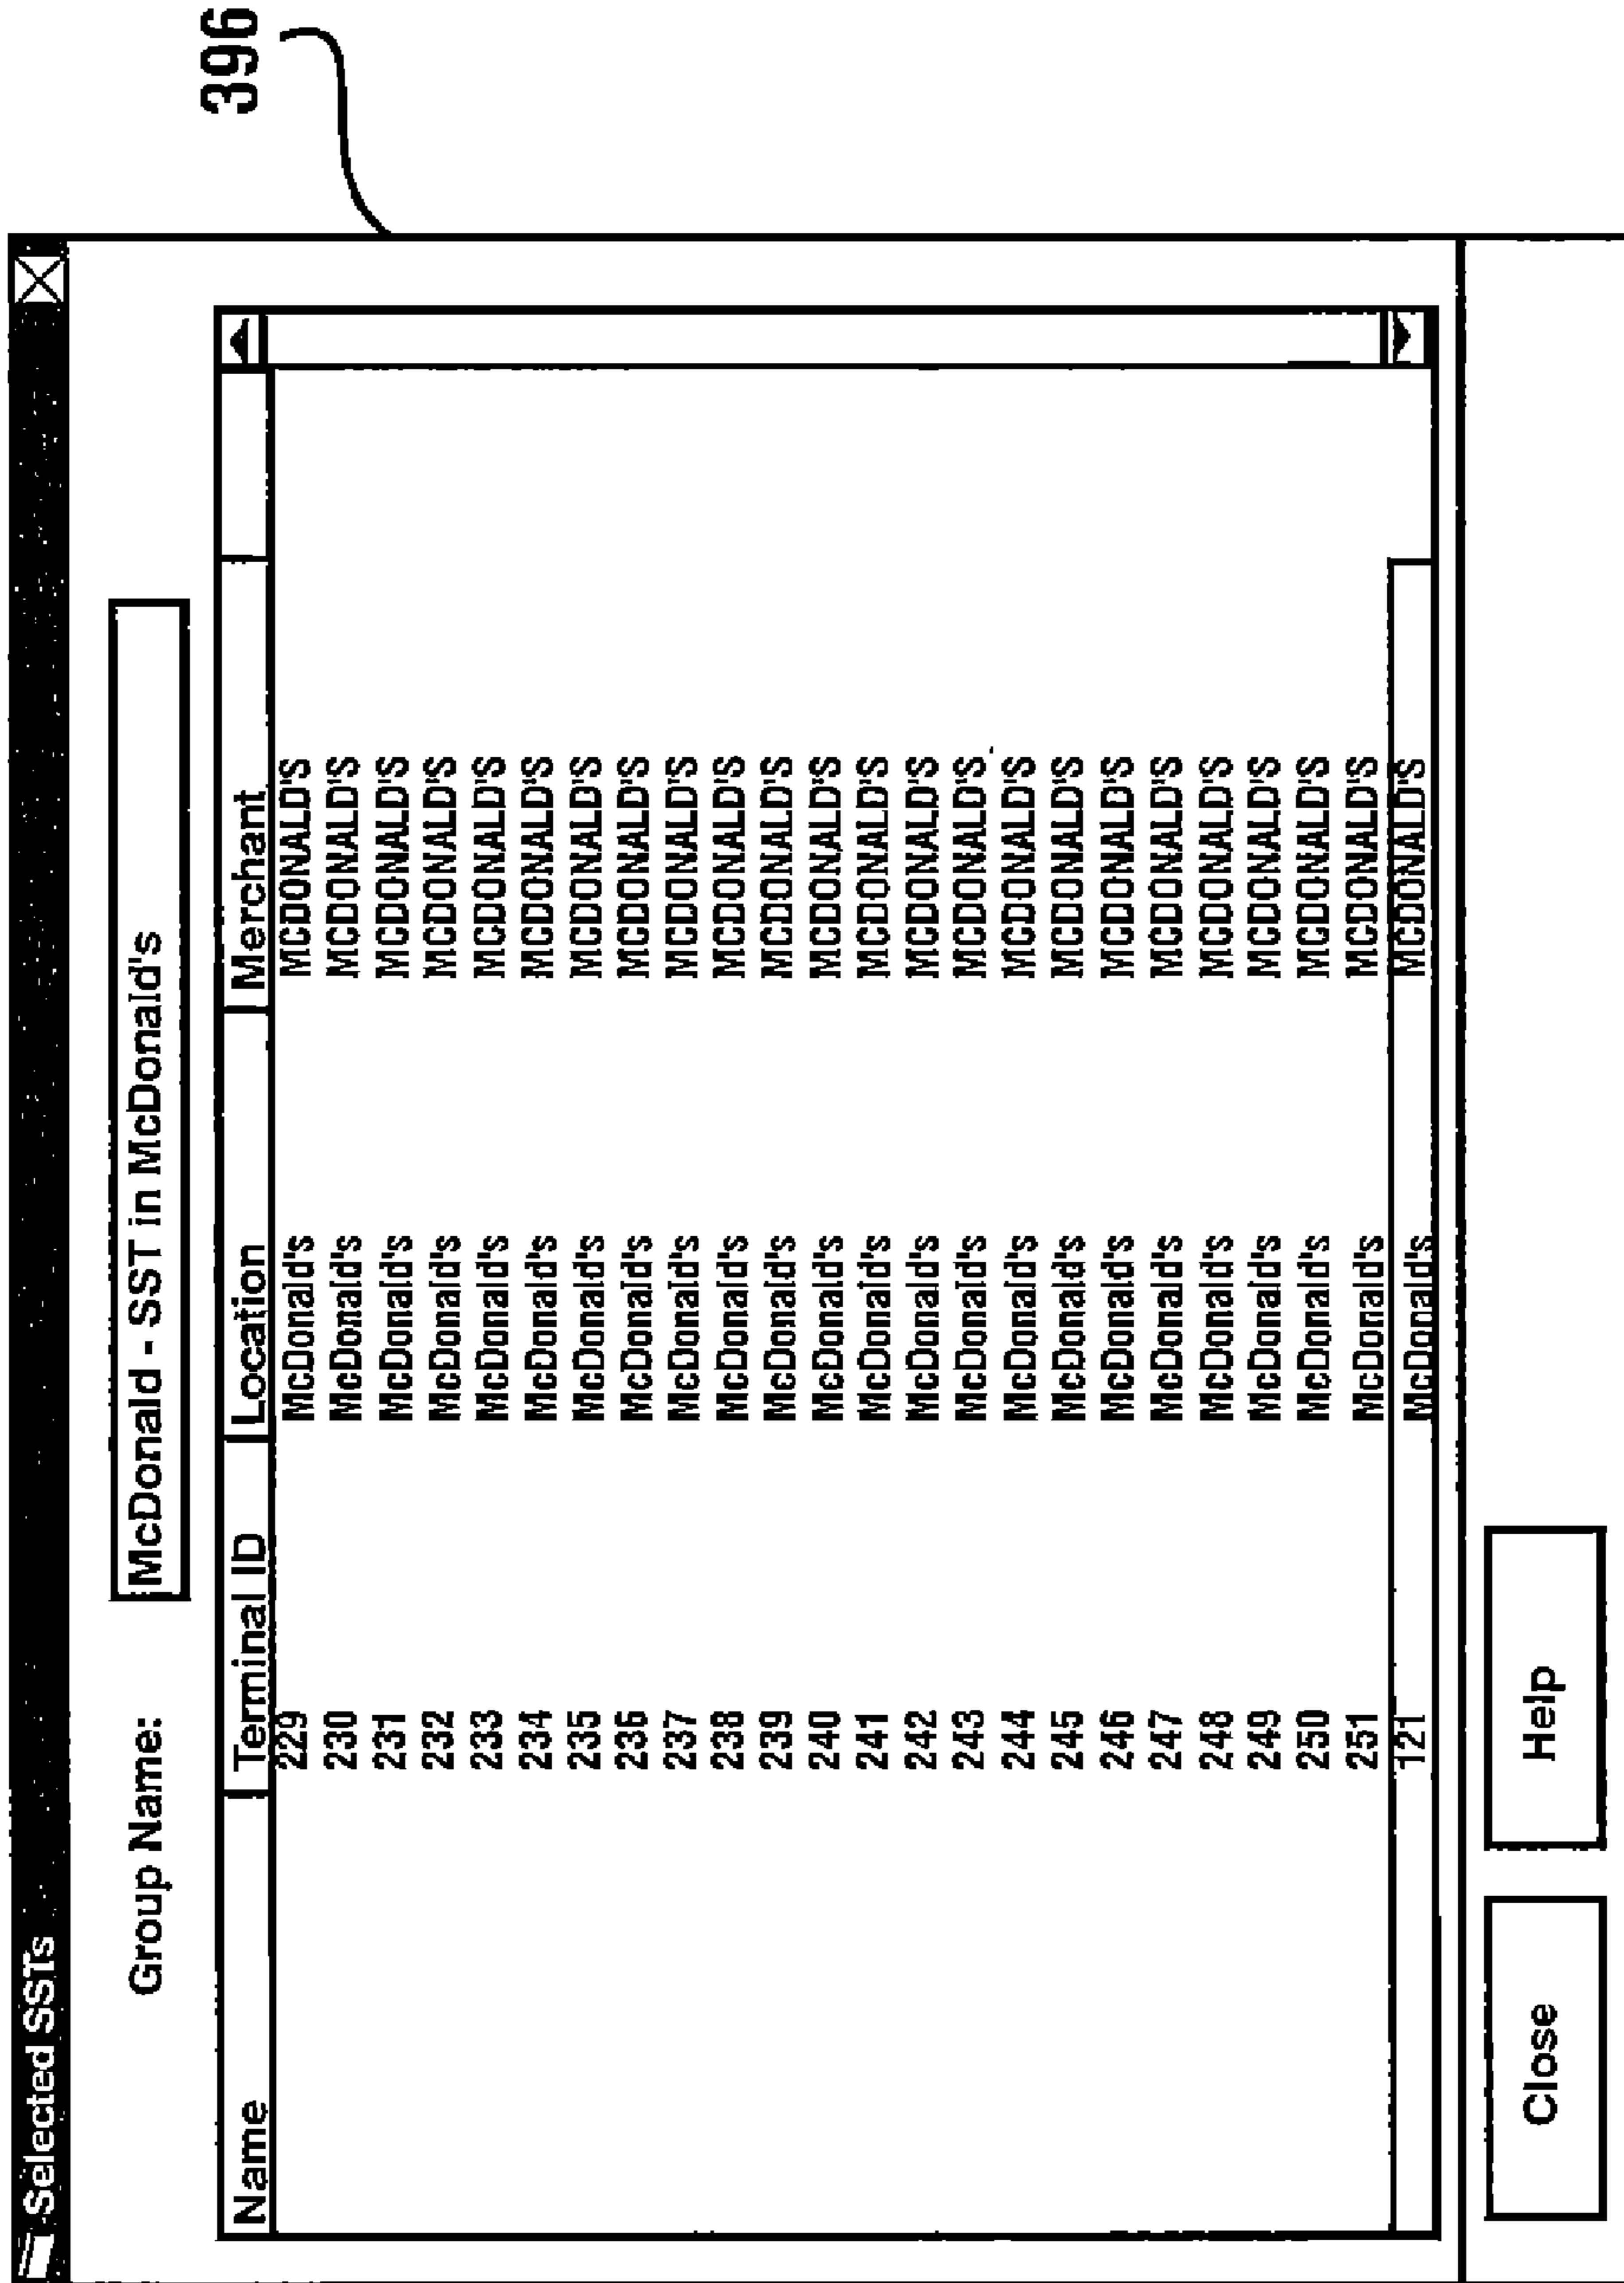 396
Selected SSTs
Group Name: McDonald - SST in McDonald's
Name Terminal ID Location Merchant
229 McDonald's MCDONALD'S
230 McDonald's MCDONALD'S
231 McDonald's MCDONALD'S
232 McDonald's MCDONALD'S
233 McDonald's MCDONALD'S
234 McDonald's MCDONALD'S
235 McDonald's MCDONALD'S
236 McDonald's MCDONALD'S
237 McDonald's MCDONALD'S
238 McDonald's MCDONALD'S
239 McDonald's MCDONALD'S
240 McDonald's MCDONALD'S
241 McDonald's MCDONALD'S
242 McDonald's MCDONALD'S
243 McDonald's MCDONALD'S
244 McDonald's MCDONALD'S
245 McDonald's MCDONALD'S
246 McDonald's MCDONALD'S
247 McDonald's MCDONALD'S
248 McDonald's MCDONALD'S
249 McDonald's MCDONALD'S
250 McDonald's MCDONALD'S
251 McDonald's MCDONALD'S
121 McDonald's MCDONALD'S
Close Help